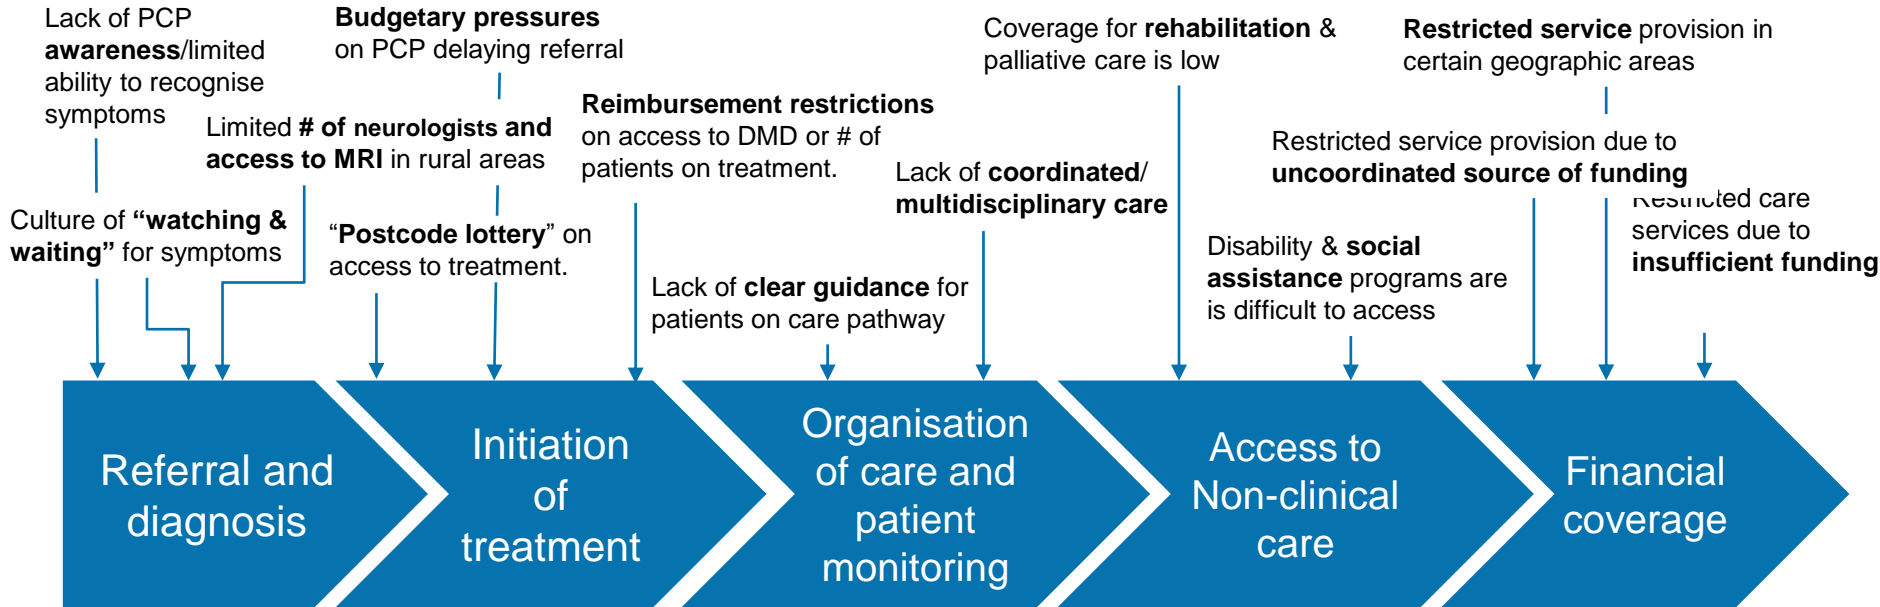 Lack of PCP
awareness/limited
ability to recognise
symptoms
Budgetary pressures
on PCP delaying referral
Limited # of neurologists and
access to MRI in rural areas
Culture of “watching &
waiting” for symptoms
“Postcode lottery” on
access to treatment.
Reimbursement restrictions
on access to DMD or # of
patients on treatment.
Lack of clear guidance for
patients on care pathway
Lack of coordinated/
multidisciplinary care
Coverage for rehabilitation &
palliative care is low
Disability & social
assistance programs are
is difficult to access
Restricted service provision in
certain geographic areas
Restricted service provision due to
uncoordinated source of funding
Restricted care
services due to
insufficient funding
Referral and
diagnosis
Initiation
of
treatment
Organisation
of care and
patient
monitoring
Access to
Non-clinical
care
Financial
coverage